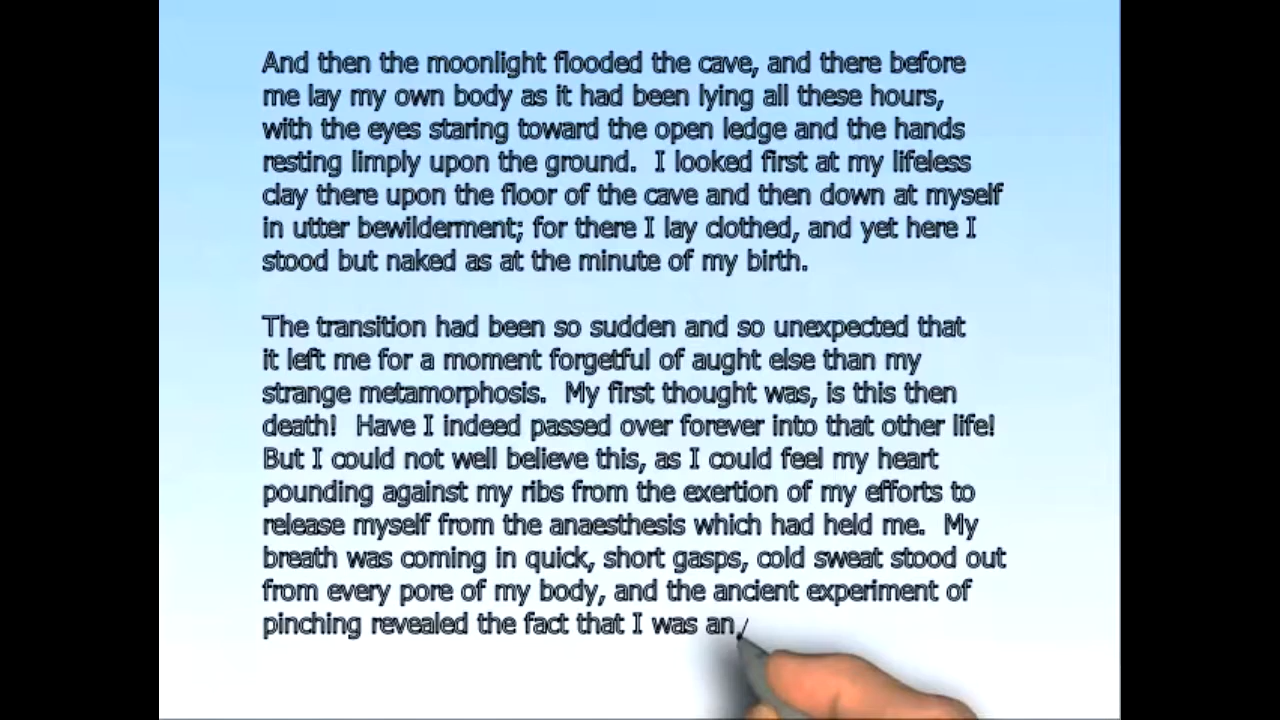 And then the moonlight flooded the cave, and there before
me lay my own body as it had been lying all these hours,
with the eyes staring toward the open ledge and the hands
resting limply upon the ground.  I looked first at my lifeless
clay there upon the floor of the cave and then down at myself
in utter bewilderment; for there I lay clothed, and yet here I
stood but naked as at the minute of my birth.

The transition had been so sudden and so unexpected that
it left me for a moment forgetful of aught else than my
strange metamorphosis.  My first thought was, is this then
death!  Have I indeed passed over forever into that other life!
But I could not well believe this, as I could feel my heart
pounding against my ribs from the exertion of my efforts to
release myself from the anaesthesis which had held me.  My
breath was coming in quick, short gasps, cold sweat stood out
from every pore of my body, and the ancient experiment of
pinching revealed the fact that I was an